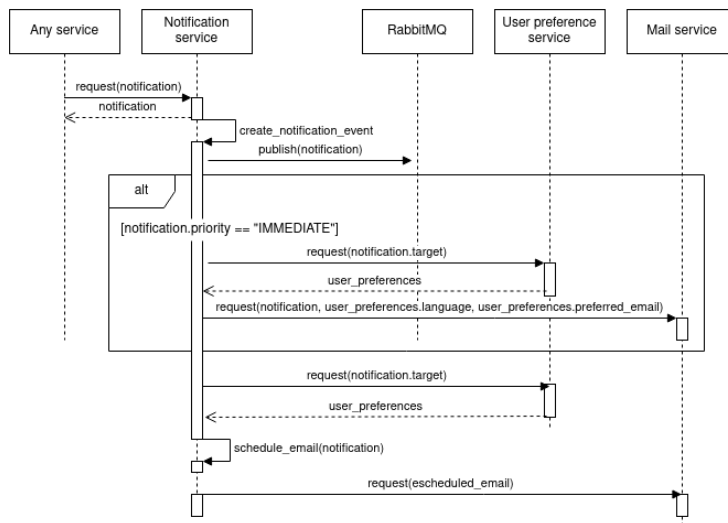 Any service
Notification
service
RabbitMQ
User preference
service
Mail service
request(notification)
notification
create_notification_event
publish(notification)
alt
[notification.priority == "IMMEDIATE"]
request(notification.target)
user_preferences
request(notification, user_preferences.language, user_preferences.preferred_email)
request(notification.target)
user_preferences
schedule_email(notification)
request(escheduled_email)